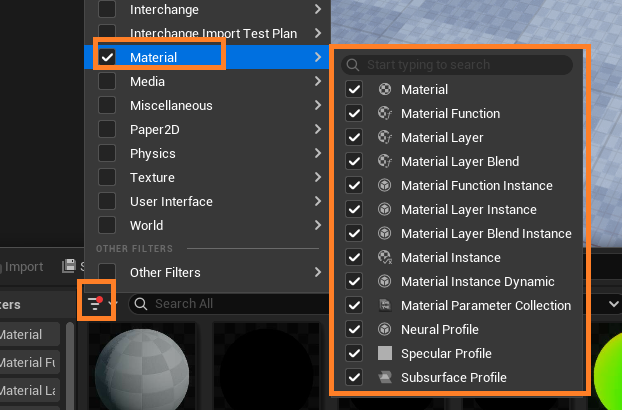 Interchange
Interchange Import Test Plan
Material
Media
Miscellaneous
Paper2D
Physics
Texture
User Interface
World
OTHER FILTERS
Other Filters
Start typing to search
Material
Material Function
Material Layer
Material Layer Blend
Material Function Instance
Material Layer Instance
Material Layer Blend Instance
Material Instance
Material Instance Dynamic
Material Parameter Collection
Neural Profile
Specular Profile
Subsurface Profile
Import
Search All
ters
Material
Material Fu
Material La